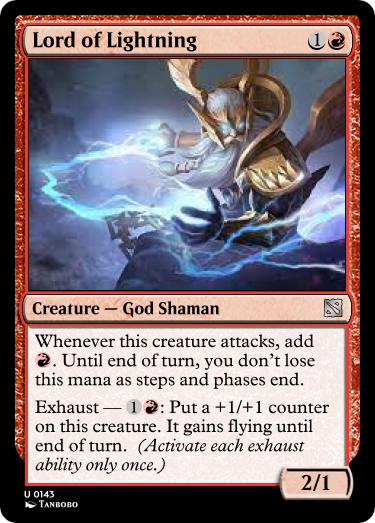 Lord of Lightning 1
Creature — God Shaman
Whenever this creature attacks, add
. Until end of turn, you don't lose
this mana as steps and phases end.
Exhaust — 1: Put a +1/+1 counter
on this creature. It gains flying until
end of turn. (Activate each exhaust
ability only once.)
2/1
U 0143
Tanbobo